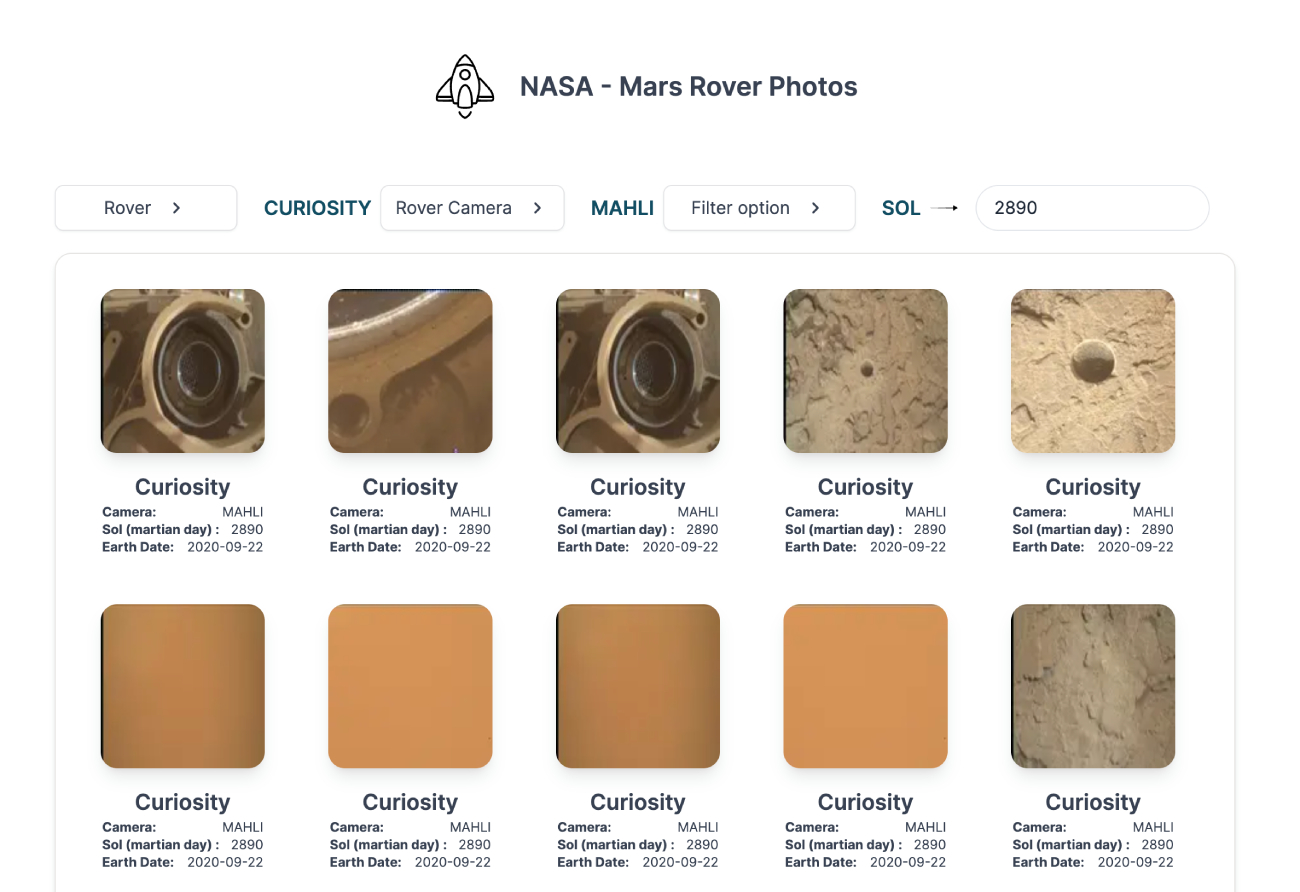 NASA - Mars Rover Photos
Rover CURIOSITY Rover Camera MAHLI Filter option SOL 2890
Curiosity Curiosity Curiosity Curiosity Curiosity
Camera: MAHLI Camera: MAHLI Camera: MAHLI Camera: MAHLI Camera: MAHLI
Sol (martian day) : 2890 Sol (martian day) : 2890 Sol (martian day) : 2890 Sol (martian day) : 2890 Sol (martian day) : 2890
Earth Date: 2020-09-22 Earth Date: 2020-09-22 Earth Date: 2020-09-22 Earth Date: 2020-09-22 Earth Date: 2020-09-22
Curiosity Curiosity Curiosity Curiosity Curiosity
Camera: MAHLI Camera: MAHLI Camera: MAHLI Camera: MAHLI Camera: MAHLI
Sol (martian day) : 2890 Sol (martian day) : 2890 Sol (martian day) : 2890 Sol (martian day) : 2890 Sol (martian day) : 2890
Earth Date: 2020-09-22 Earth Date: 2020-09-22 Earth Date: 2020-09-22 Earth Date: 2020-09-22 Earth Date: 2020-09-22